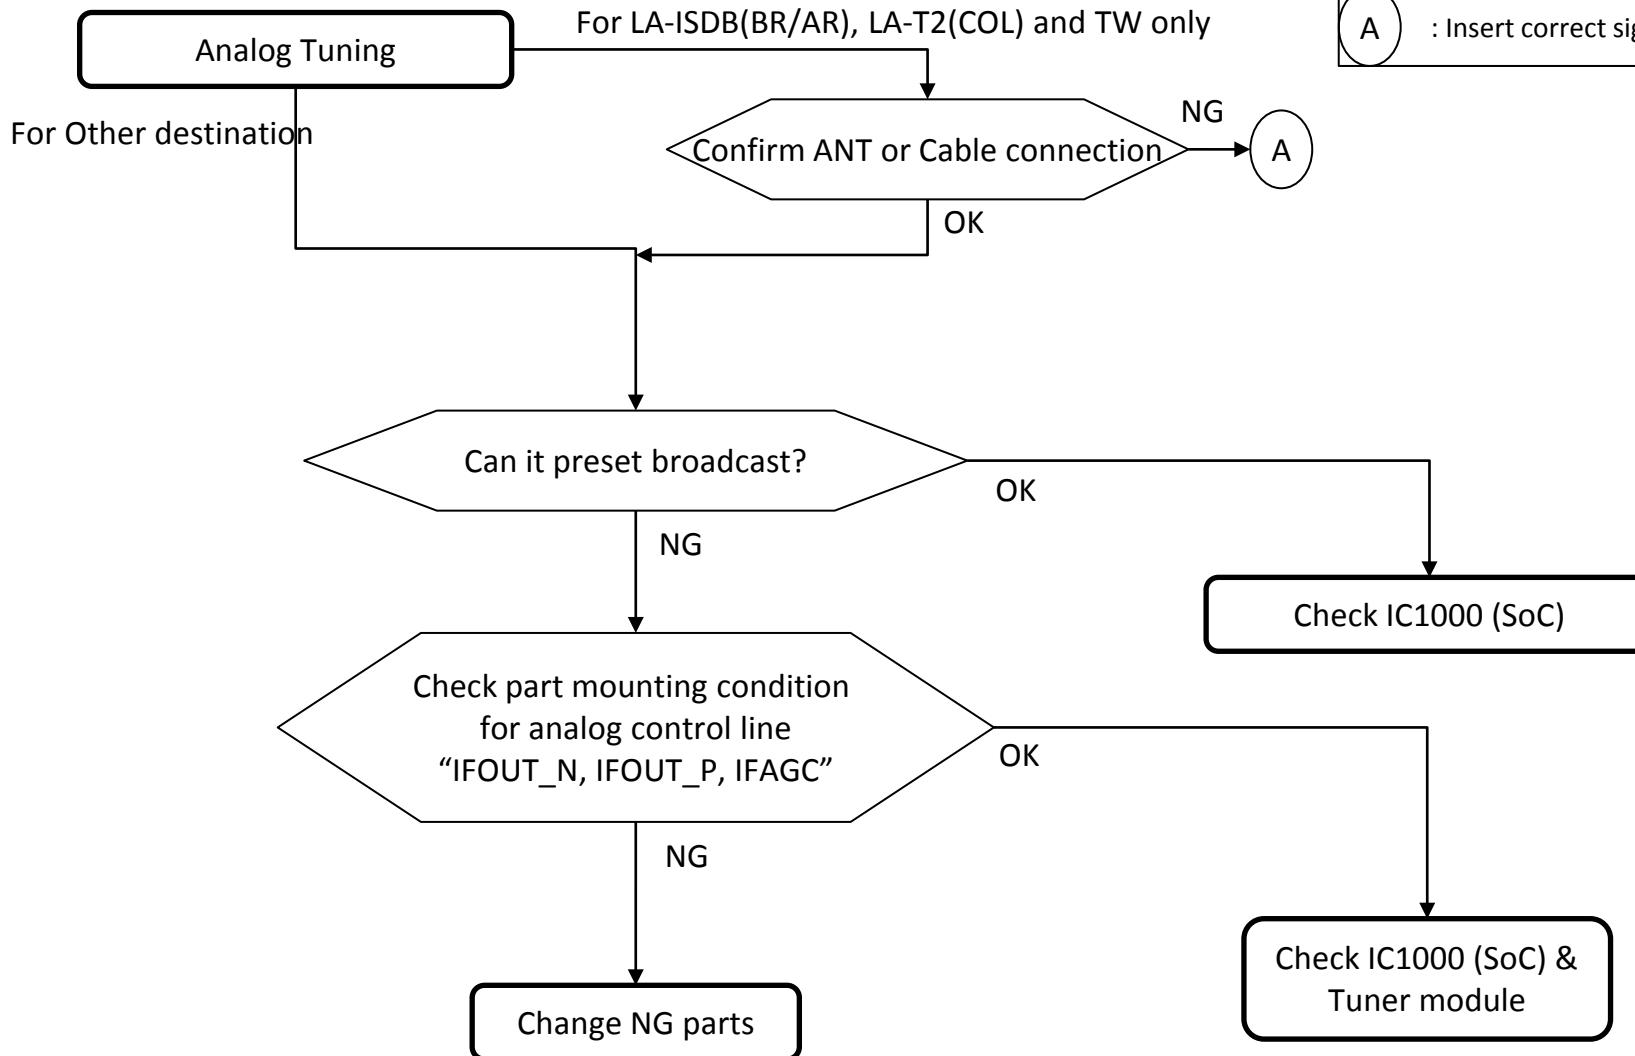 For LA-ISDB(BR/AR), LA-T2(COL) and TW only
A : Insert correct
Analog Tuning
For Other destination
NG
Confirm ANT or Cable connection
A
OK
Can it preset broadcast?
OK
NG
Check IC1000 (SoC)
Check part mounting condition
for analog control line
“IFOUT_N, IFOUT_P, IFAGC”
OK
NG
Check IC1000 (SoC) &
Tuner module
Change NG parts